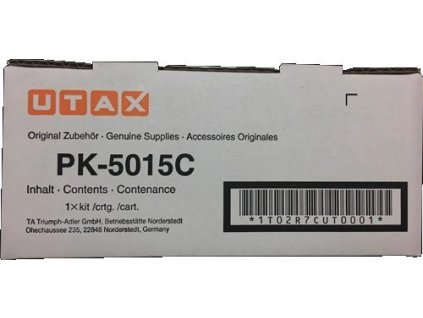 UTAX
Original Zubehör · Genuine Supplies · Accessoires Originales
PK-5015C
Inhalt · Contents · Contenance
1×kit /crtg. /cart.
TA Triumph-Adler GmbH, Betriebsstätte Norderstedt
Ohechaussee 235, 22848 Norderstedt, Germany
*1T02R7CUT0001*